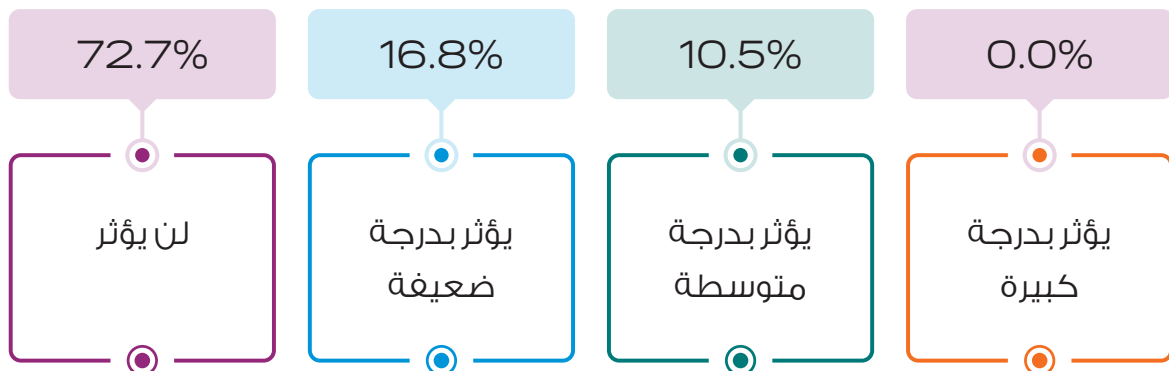 0.0%
يؤثر بدرجة
كبيرة
10.5%
يؤثر بدرجة
متوسطة
16.8%
يؤثر بدرجة
ضعيفة
72.7%
لن يؤثر